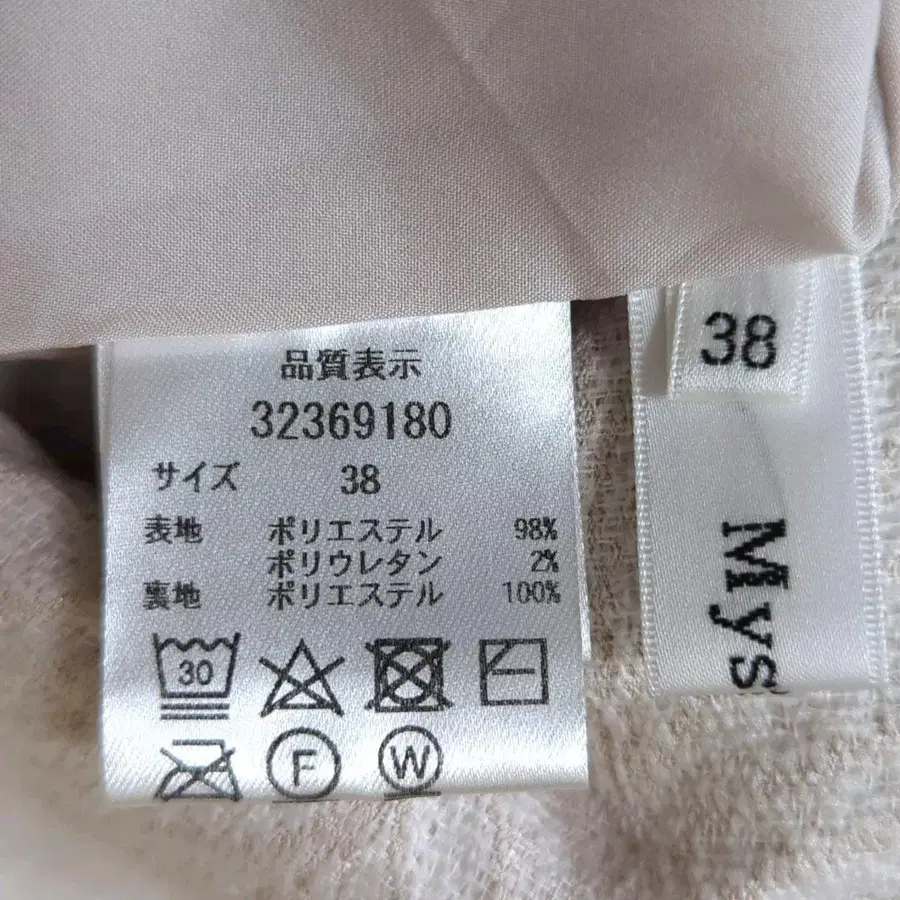 品質表示
32369180
サイズ 38
表地 ポリエステル 98%
ポリウレタン 2%
裏地 ポリエステル 100%
30
F
W
38
Mys